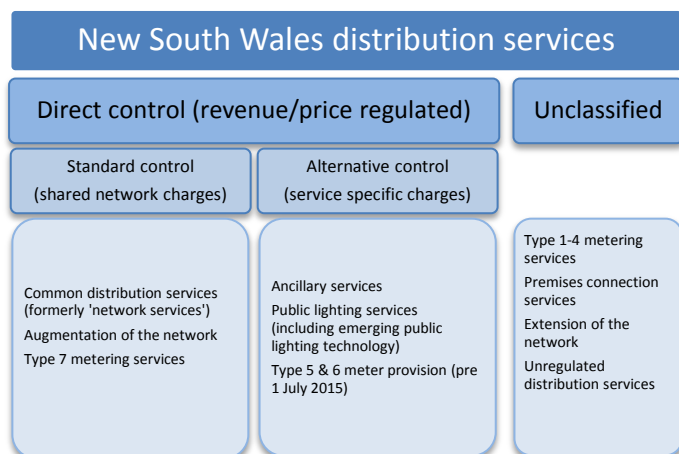 New South Wales distribution services
Direct control (revenue/price regulated)
Unclassified
Standard control
(shared network charges)
Alternative control
(service specific charges)
Common distribution services
(formerly 'network services')
Augmentation of the network
Type 7 metering services
Ancillary services
Public lighting services
(including emerging public
lighting technology)
Type 5 & 6 meter provision (pre
1 July 2015)
Type 1-4 metering
services
Premises connection
services
Extension of the
network
Unregulated
distribution services